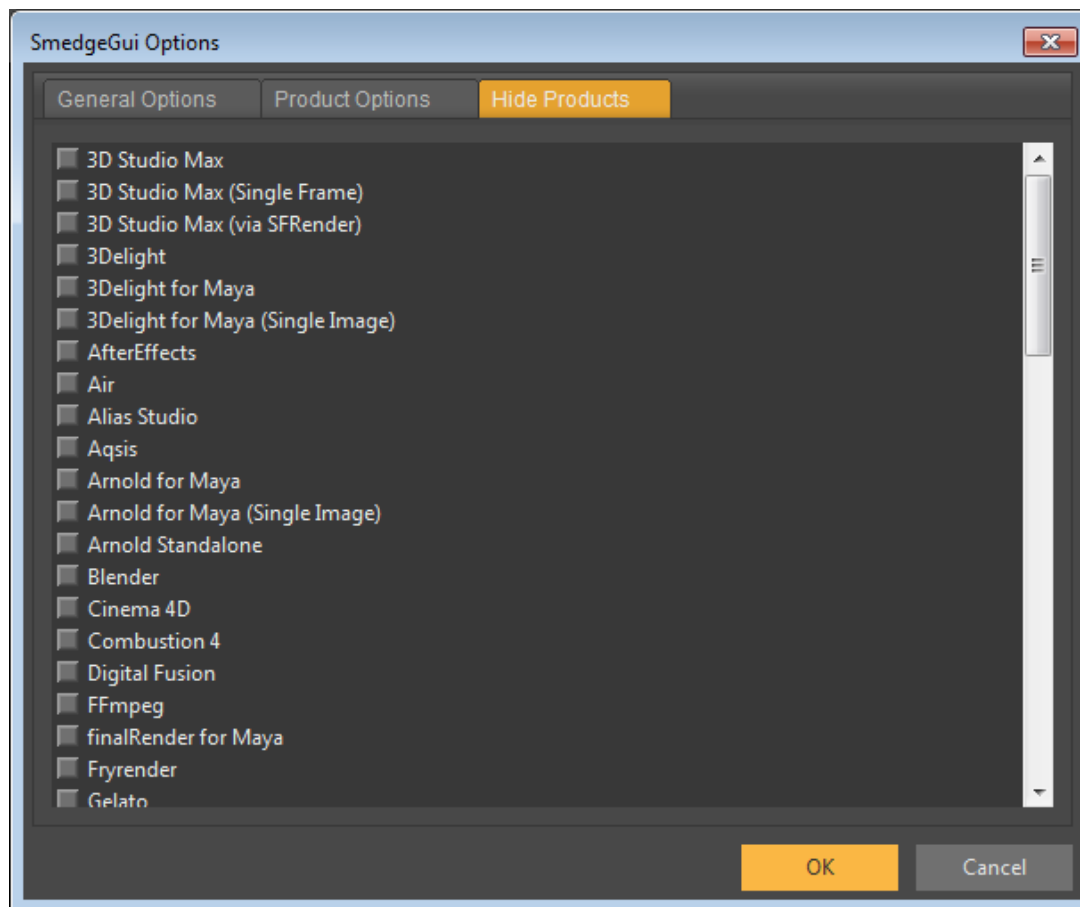 SmedgeGui Options
General Options
Product Options
Hide Products
3D Studio Max
3D Studio Max (Single Frame)
3D Studio Max (via SFRender)
3Delight
3Delight for Maya
3Delight for Maya (Single Image)
AfterEffects
Air
Alias Studio
Aqsis
Arnold for Maya
Arnold for Maya (Single Image)
Arnold Standalone
Blender
Cinema 4D
Combustion 4
Digital Fusion
FFmpeg
finalRender for Maya
Fryrender
Gelato
OK
Cancel